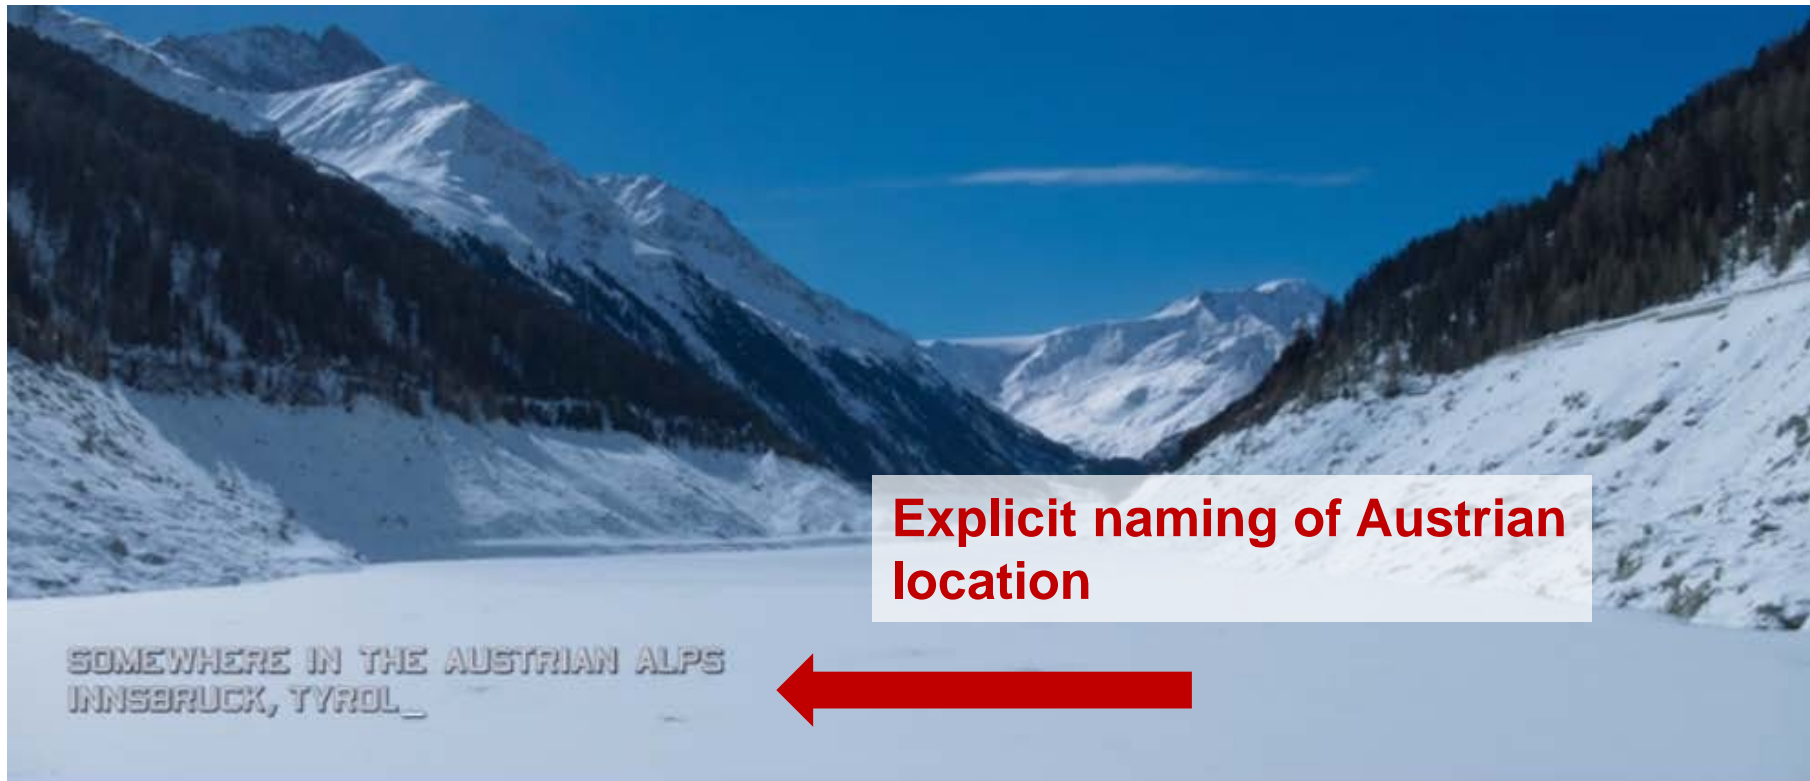 Explicit naming of Austrian
location
SOMEWHERE IN THE AUSTRIAN ALPS
INNSBRUCK, TYROL_